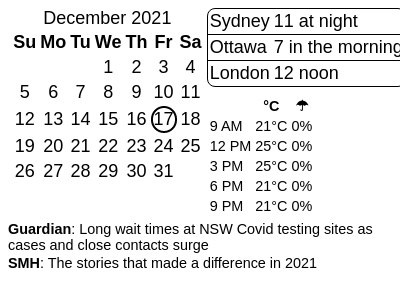 December 2021
Su Mo Tu We Th Fr Sa
1 2 3 4
5 6 7 8 9 10 11
12 13 14 15 16 17 18
19 20 21 22 23 24 25
26 27 28 29 30 31
Sydney 11 at night
Ottawa 7 in the morning
London 12 noon
°C ☂
9 AM 21°C 0%
12 PM 25°C 0%
3 PM 25°C 0%
6 PM 21°C 0%
9 PM 21°C 0%
Guardian: Long wait times at NSW Covid testing sites as
cases and close contacts surge
SMH: The stories that made a difference in 2021